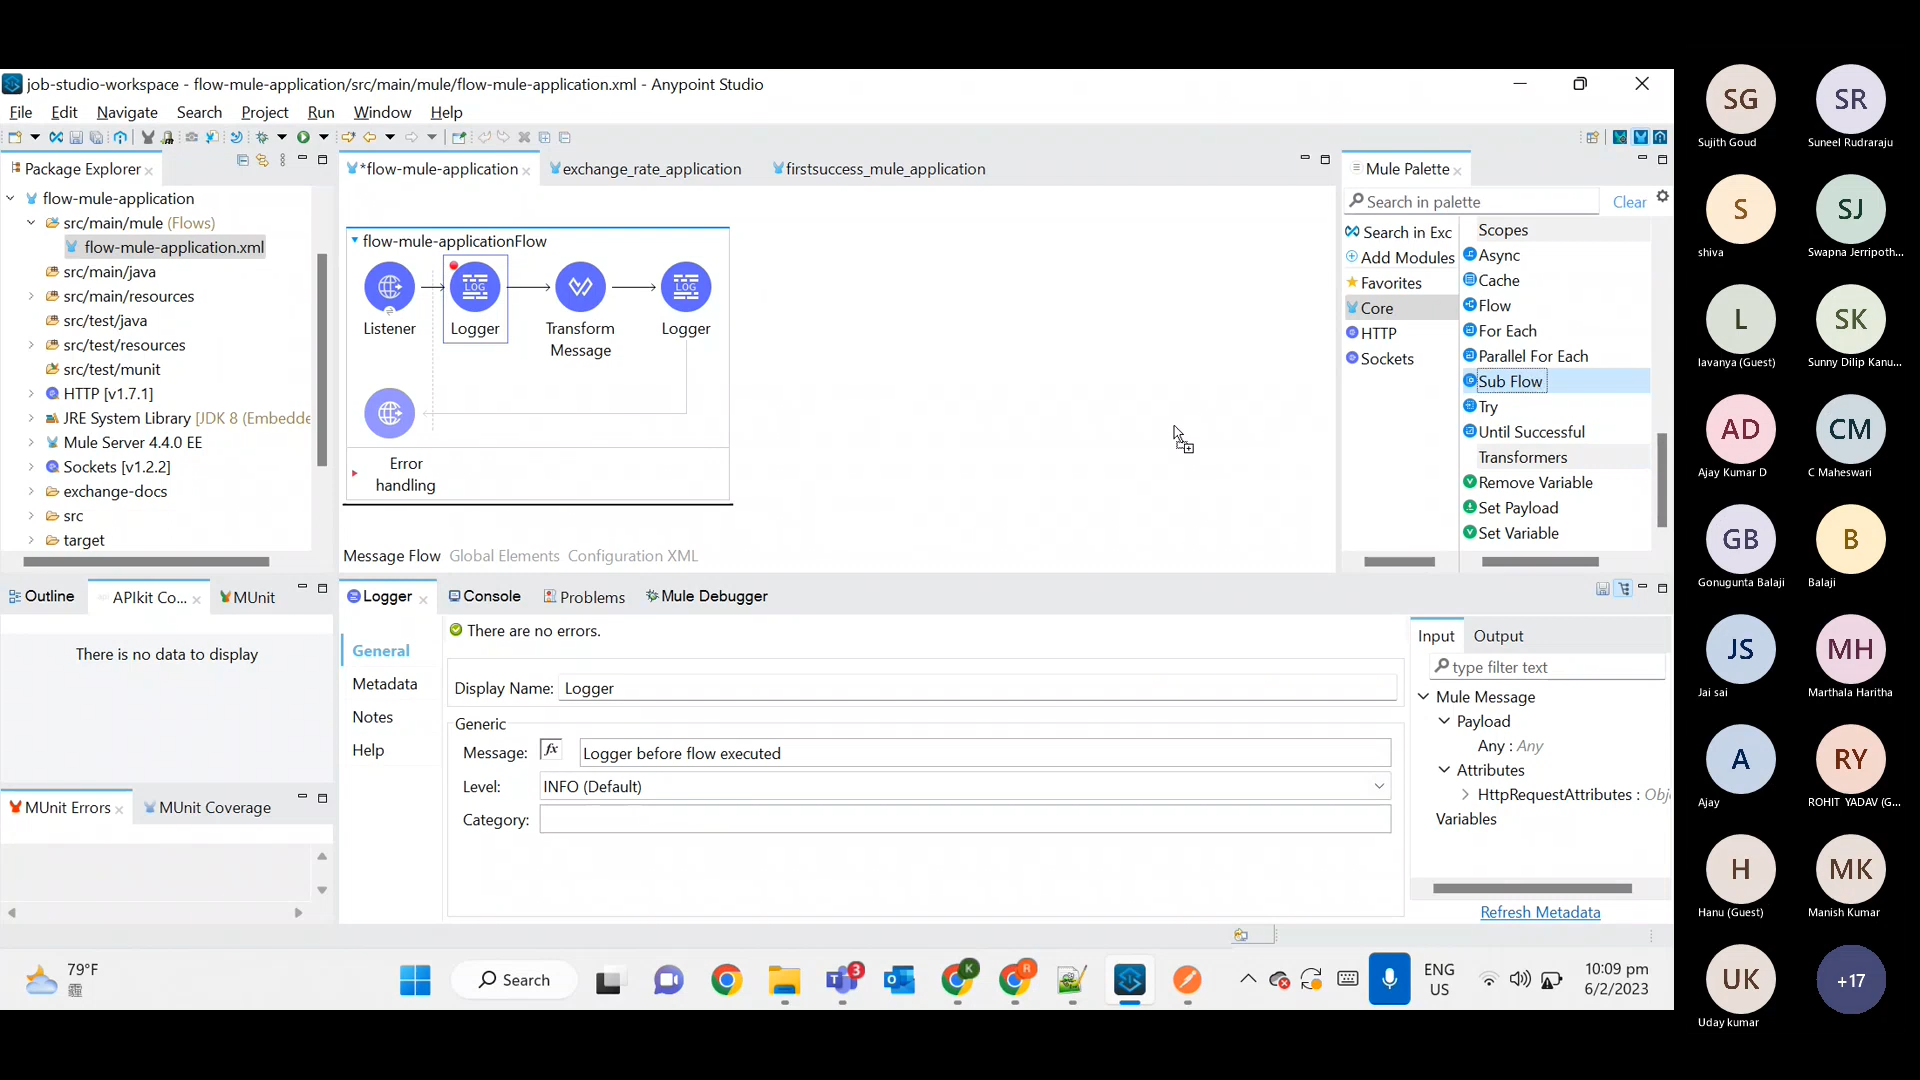 job-studio-workspace - flow-mule-application/src/main/mule/flow-mule-application.xml - Anypoint Studio
File Edit Navigate Search Project Run Window Help
Package Explorer
flow-mule-application
src/main/mule (Flows)
flow-mule-application.xml
src/main/java
src/main/resources
src/test/java
src/test/resources
src/test/munit
HTTP [v1.7.1]
JRE System Library [JDK 8 (Embedde
Mule Server 4.4.0 EE
Sockets [v1.2.2]
exchange-docs
src
target
*flow-mule-application
exchange_rate_application
firstsuccess_mule_application
flow-mule-applicationFlow
LOG
LOG
Listener
Logger
Transform
Message
Logger
Error
handling
Message Flow Global Elements Configuration XML
Mule Palette
Search in palette
Clear
Search in Exc
Add Modules
Favorites
Core
HTTP
Sockets
Scopes
Async
Cache
Flow
For Each
Parallel For Each
Sub Flow
Try
Until Successful
Transformers
Remove Variable
Set Payload
Set Variable
Outline
APIkit Co...
MUnit
There is no data to display
MUnit Errors
MUnit Coverage
Logger
Console
Problems
Mule Debugger
General
Metadata
Notes
Help
There are no errors.
Display Name: Logger
Generic
Message: fx Logger before flow executed
Level: INFO (Default)
Category:
Input Output
type filter text
Mule Message
Payload
Any : Any
Attributes
HttpRequestAttributes : Obj
Variables
Refresh Metadata
79°F
Search
3
K
R
ENG
US
10:09 pm
6/2/2023
SG
Sujith Goud
SR
Suneel Rudraraju
S
shiva
SJ
Swapna Jerripoth...
L
lavanya (Guest)
SK
Sunny Dilip Kanu...
AD
Ajay Kumar D
CM
C Maheswari
GB
Gonugunta Balaji
B
Balaji
JS
Jai sai
MH
Marthala Haritha
A
Ajay
RY
ROHIT YADAV (G...
H
Hanu (Guest)
MK
Manish Kumar
UK
Uday kumar
+17